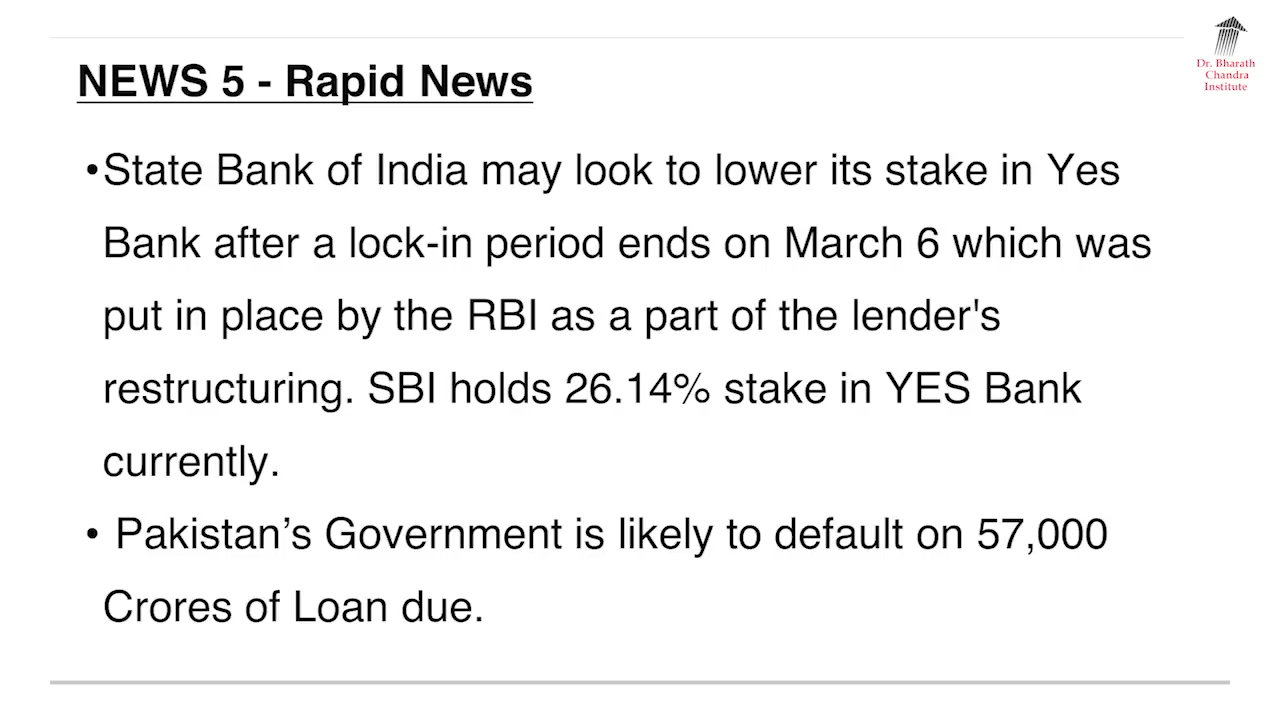 Dr. Bharath
Chandra
Institute
NEWS 5 - Rapid News
•State Bank of India may look to lower its stake in Yes
Bank after a lock-in period ends on March 6 which was
put in place by the RBI as a part of the lender's
restructuring. SBI holds 26.14% stake in YES Bank
currently.
• Pakistan’s Government is likely to default on 57,000
Crores of Loan due.